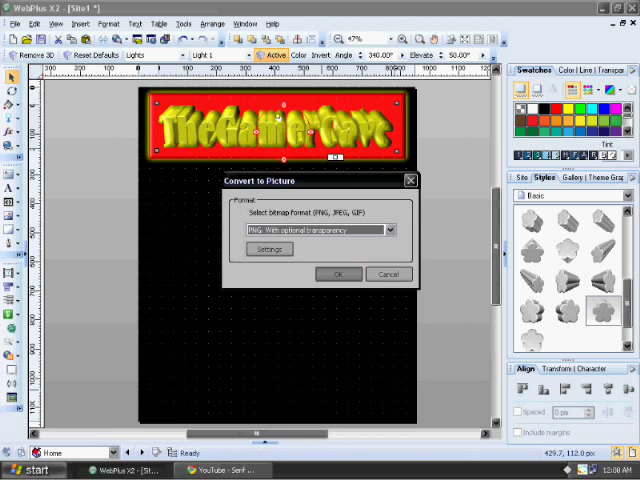 WebPlus X2 - [Site1 *]
File Edit View Insert Format Text Table Tools Arrange Window Help
47%
Remove 3D Reset Defaults Lights Light 1 Active Color Invert Angle 340.00° Elevate 50.00°
TheGamerCave
Convert to Picture
Format
Select bitmap format (PNG, JPEG, GIF)
PNG: With optional transparency
Settings
OK Cancel
Swatches Color | Line | Transpar
Tint
Site Styles Gallery | Theme Grap
Basic
Align Transform | Character
Spaced 0 pix
Include margins
Home Ready 429.7, 112.0 pix
start WebPlus X2 - [St... YouTube - Serif ... 12:08 AM